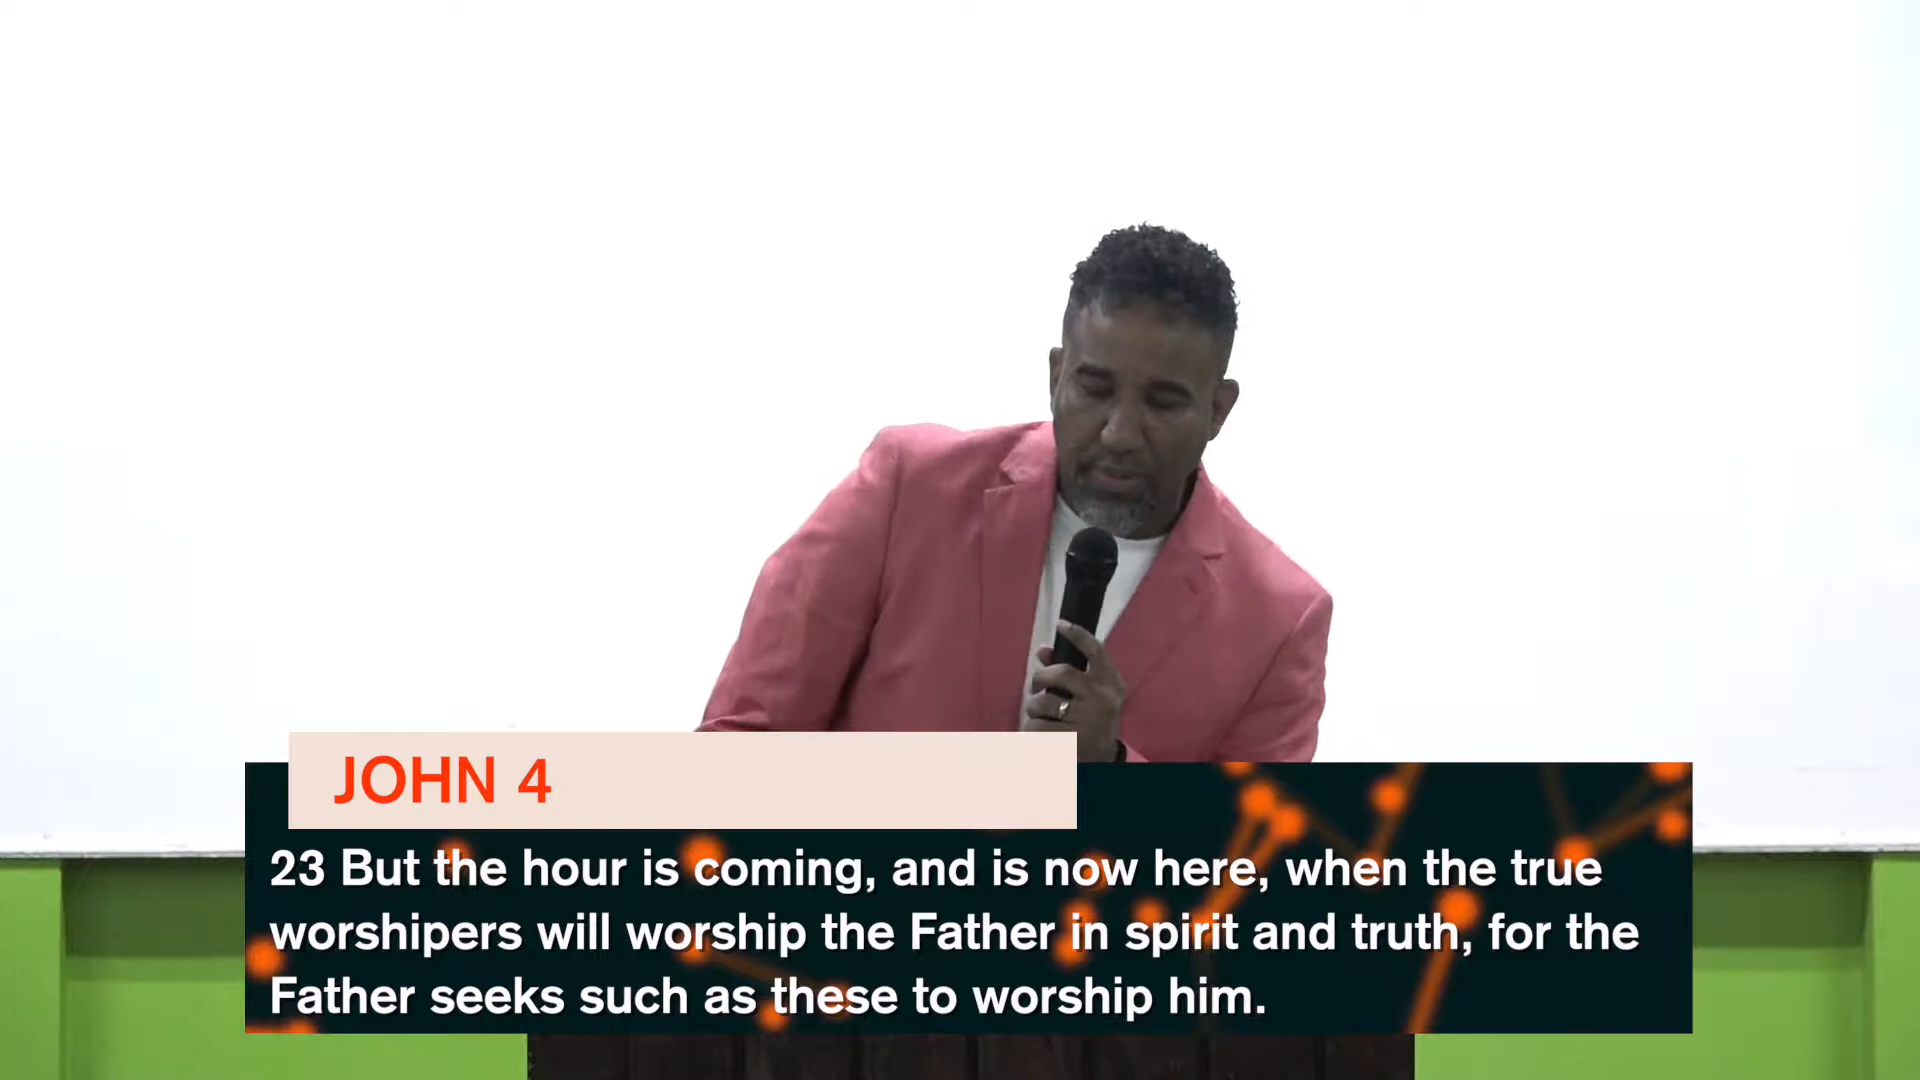 JOHN 4
23 But the hour is coming, and is now here, when the true
worshipers will worship the Father in spirit and truth, for the
Father seeks such as these to worship him.